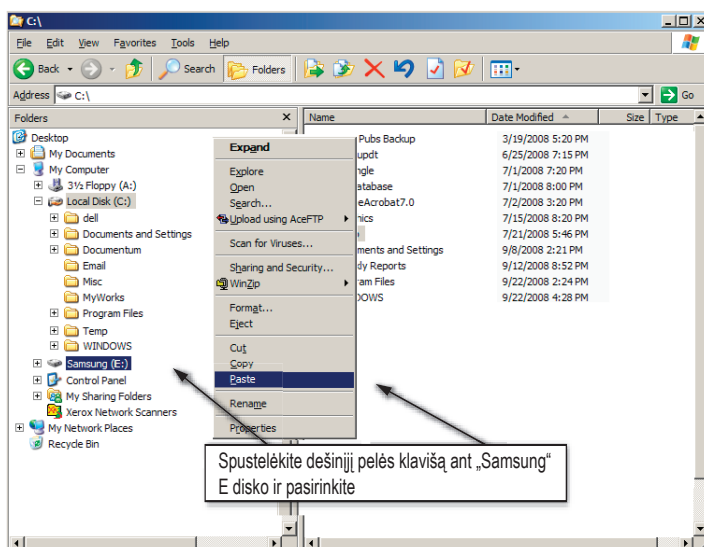 C:\
File Edit View Favorites Tools Help
Back Search Folders
Address C:\ Go
Folders
Name Date Modified Size Type
Desktop
My Documents
My Computer
3½ Floppy (A:)
Local Disk (C:)
dell
Documents and Settings
Documentum
Email
Misc
MyWorks
Program Files
Temp
WINDOWS
Samsung (E:)
Control Panel
My Sharing Folders
Xerox Network Scanners
My Network Places
Recycle Bin
Expand
Explore
Open
Search...
Upload using AceFTP
Scan for Viruses...
Sharing and Security...
WinZip
Format...
Eject
Cut
Copy
Paste
Rename
Properties
Pubs Backup 3/19/2008 5:20 PM
updt 6/25/2008 7:15 PM
ngle 7/1/2008 7:20 PM
atabase 7/1/2008 8:00 PM
eAcrobat7.0 7/2/2008 3:20 PM
nics 7/15/2008 8:20 PM
7/21/2008 5:46 PM
ments and Settings 9/8/2008 2:21 PM
dy Reports 9/12/2008 8:52 PM
ram Files 9/22/2008 2:24 PM
DOWS 9/22/2008 4:28 PM
Spustelėkite dešinįjį pelės klavišą ant „Samsung“
E disko ir pasirinkite